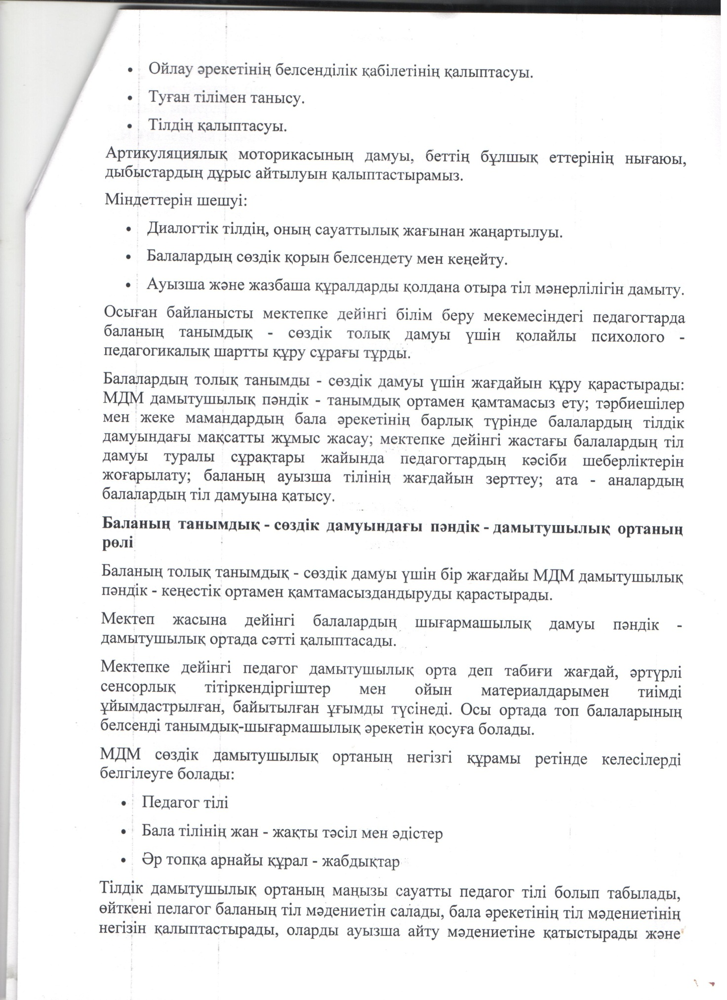 • Ойлау әрекетінің белсенділік қабілетінің қалыптасуы.
• Туған тілімен танысу.
• Тілдің қалыптасуы.
Артикуляциялық моторикасының дамуы, беттің бұлшық еттерінің нығаюы,
дыбыстардың дұрыс айтылуын қалыптастырамыз.
Міндеттерін шешуі:
• Диалогтік тілдің, оның сауаттылық жағынан жаңартылуы.
• Балалардың сөздік қорын белсендету мен кеңейту.
• Ауызша және жазбаша құралдарды қолдана отыра тіл мәнерлілігін дамыту.
Осыған байланысты мектепке дейінгі білім беру мекемесіндегі педагогтарда
баланың танымдық - сөздік толық дамуы үшін қолайлы психолого -
педагогикалық шартты құру сұрағы тұрды.
Балалардың толық танымды - сөздік дамуы үшін жағдайын құру қарастырады:
МДМ дамытушылық пәндік - танымдық ортамен қамтамасыз ету; тәрбиешілер
мен жеке мамандардың бала әрекетінің барлық түрінде балалардың тілдік
дамуындағы мақсатты жұмыс жасау; мектепке дейінгі жастағы балалардың тіл
дамуы туралы сұрақтары жайында педагогтардың кәсіби шеберліктерін
жоғарылату; баланың ауызша тілінің жағдайын зерттеу; ата - аналардың
балалардың тіл дамуына қатысу.
Баланың танымдық - сөздік дамуындағы пәндік - дамытушылық ортаның
рөлі
Баланың толық танымдық - сөздік дамуы үшін бір жағдайы МДМ дамытушылық
пәндік - кеңестік ортамен қамтамасыздандыруды қарастырады.
Мектеп жасына дейінгі балалардың шығармашылық дамуы пәндік -
дамытушылық ортада сәтті қалыптасады.
Мектепке дейінгі педагог дамытушылық орта деп табиғи жағдай, әртүрлі
сенсорлық тітіркендіргіштер мен ойын материалдарымен тиімді
ұйымдастрылған, байытылған ұғымды түсінеді. Осы ортада топ балаларының
белсенді танымдық-шығармашылық әрекетін қосуға болады.
МДМ сөздік дамытушылық ортаның негізгі құрамы ретінде келесілерді
белгілеуге болады:
• Педагог тілі
• Бала тілінің жан - жақты тәсіл мен әдістер
• Әр топқа арнайы құрал - жабдықтар
Тілдік дамытушылық ортаның маңызы сауатты педагог тілі болып табылады,
өйткені пелагог баланың тіл мәдениетін салады, бала әрекетінің тіл мәдениетінің
негізін қалыптастырады, оларды ауызша айту мәдениетіне қатыстырады және